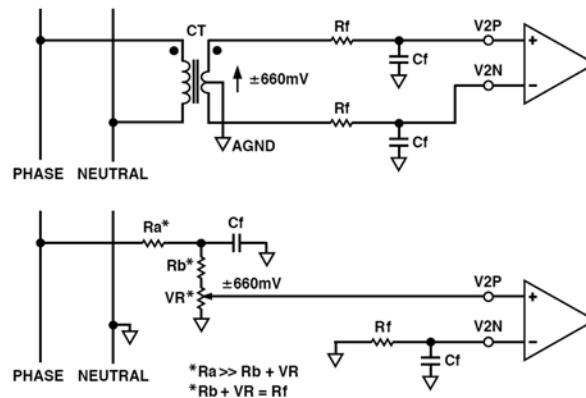 CT
Rf
V2P
+
Cf
±660mV
V2N
−
Rf
Cf
AGND
PHASE NEUTRAL
Ra*
Cf
Rb*
±660mV
VR*
V2P
+
Rf
V2N
−
Cf
*Ra >> Rb + VR
*Rb + VR = Rf
PHASE NEUTRAL